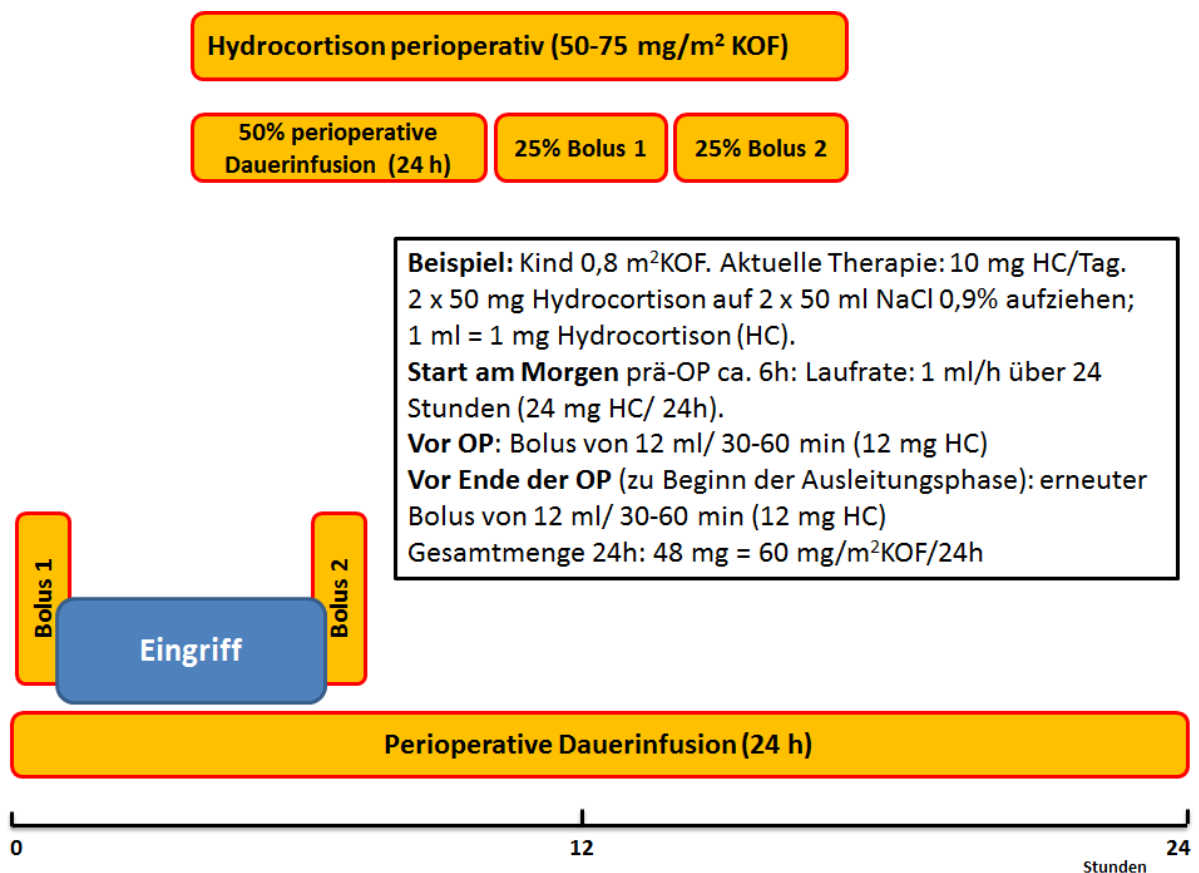 Hydrocortison perioperativ (50-75 mg/m² KOF)
50% perioperative
Dauerinfusion (24 h)
25% Bolus 1
25% Bolus 2
Beispiel: Kind 0,8 m²KOF. Aktuelle Therapie: 10 mg HC/Tag.
2 x 50 mg Hydrocortison auf 2 x 50 ml NaCl 0,9% aufziehen;
1 ml = 1 mg Hydrocortison (HC).
Start am Morgen prä-OP ca. 6h: Laufrate: 1 ml/h über 24
Stunden (24 mg HC/ 24h).
Vor OP: Bolus von 12 ml/ 30-60 min (12 mg HC)
Vor Ende der OP (zu Beginn der Ausleitungsphase): erneuter
Bolus von 12 ml/ 30-60 min (12 mg HC)
Gesamtmenge 24h: 48 mg = 60 mg/m²KOF/24h
Bolus 1
Eingriff
Bolus 2
Perioperative Dauerinfusion (24 h)
0
12
24
Stunden